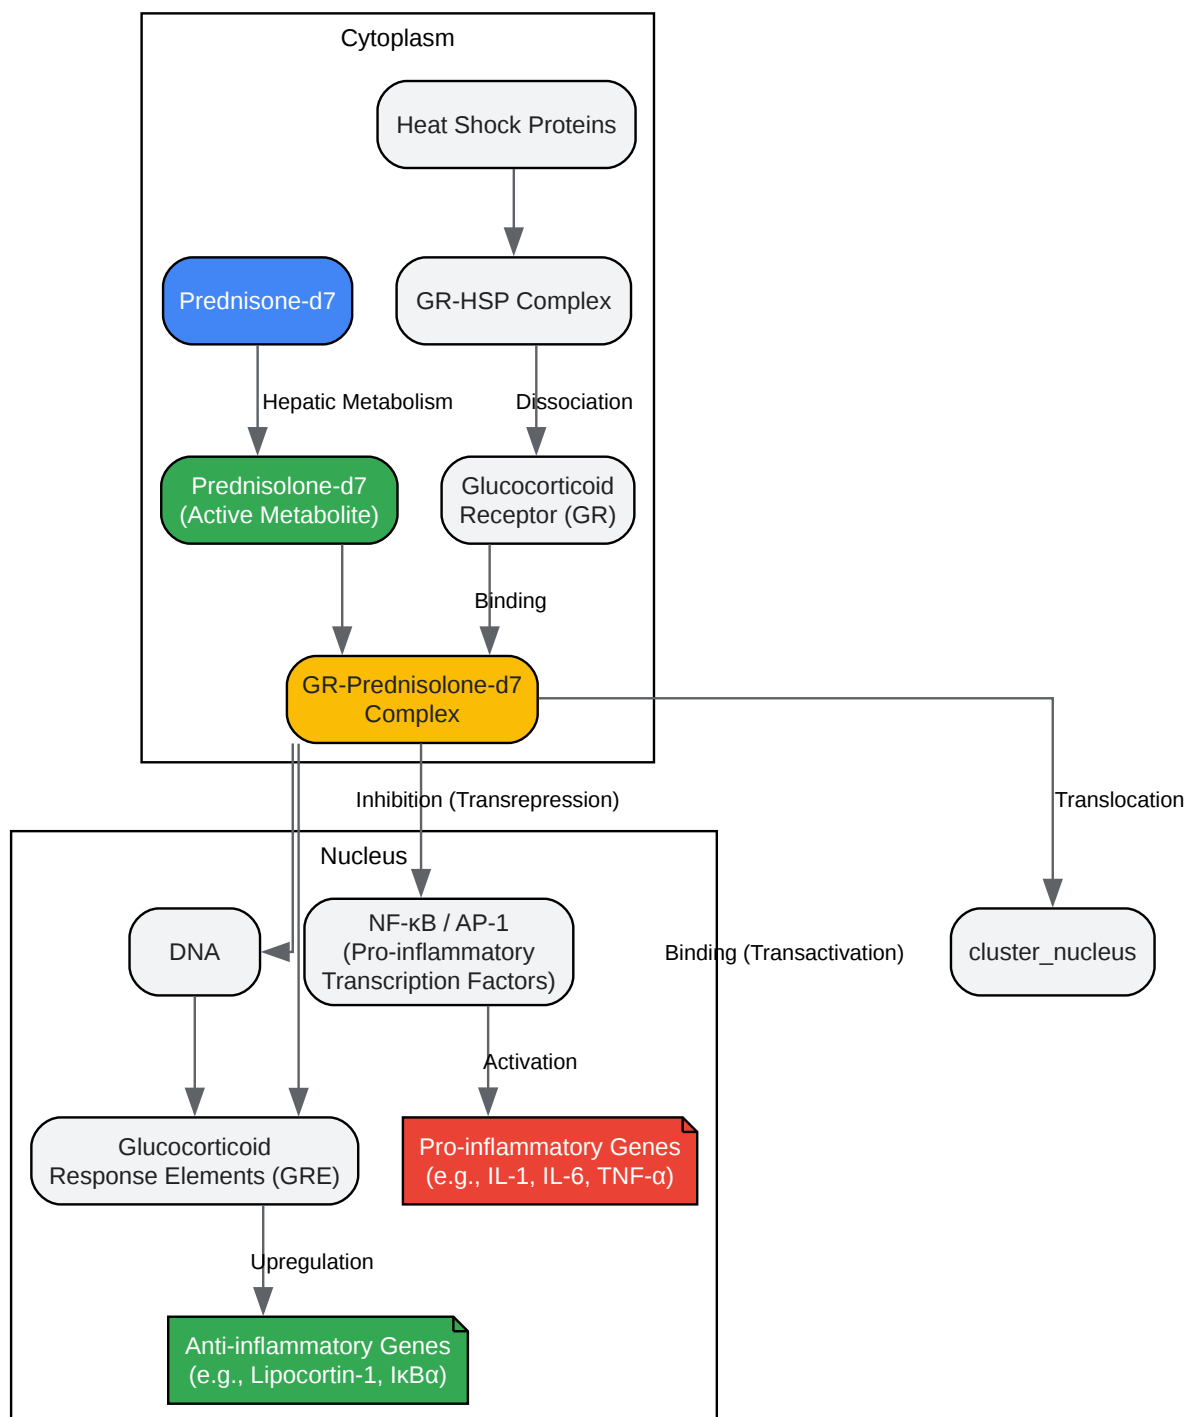 Cytoplasm
Heat Shock Proteins
Prednisone-d7
GR-HSP Complex
Hepatic Metabolism
Dissociation
Prednisolone-d7
(Active Metabolite)
Glucocorticoid
Receptor (GR)
Binding
GR-Prednisolone-d7
Complex
Inhibition (Transrepression)
Translocation
Nucleus
DNA
NF-κB / AP-1
(Pro-inflammatory
Transcription Factors)
Binding (Transactivation)
cluster_nucleus
Activation
Glucocorticoid
Response Elements (GRE)
Pro-inflammatory Genes
(e.g., IL-1, IL-6, TNF-α)
Upregulation
Anti-inflammatory Genes
(e.g., Lipocortin-1, IκBα)